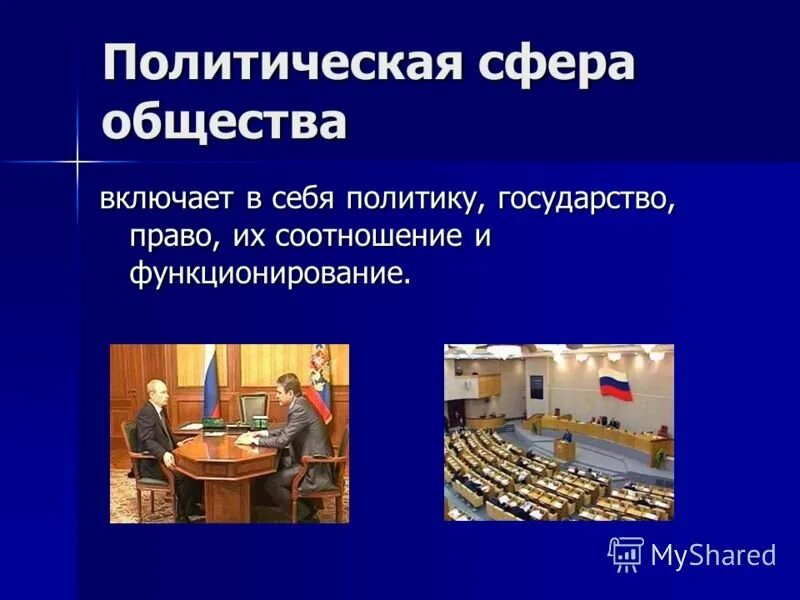 Политическая сфера
общества
включает в себя политику, государство,
право, их соотношение и
функционирование.
MyShared